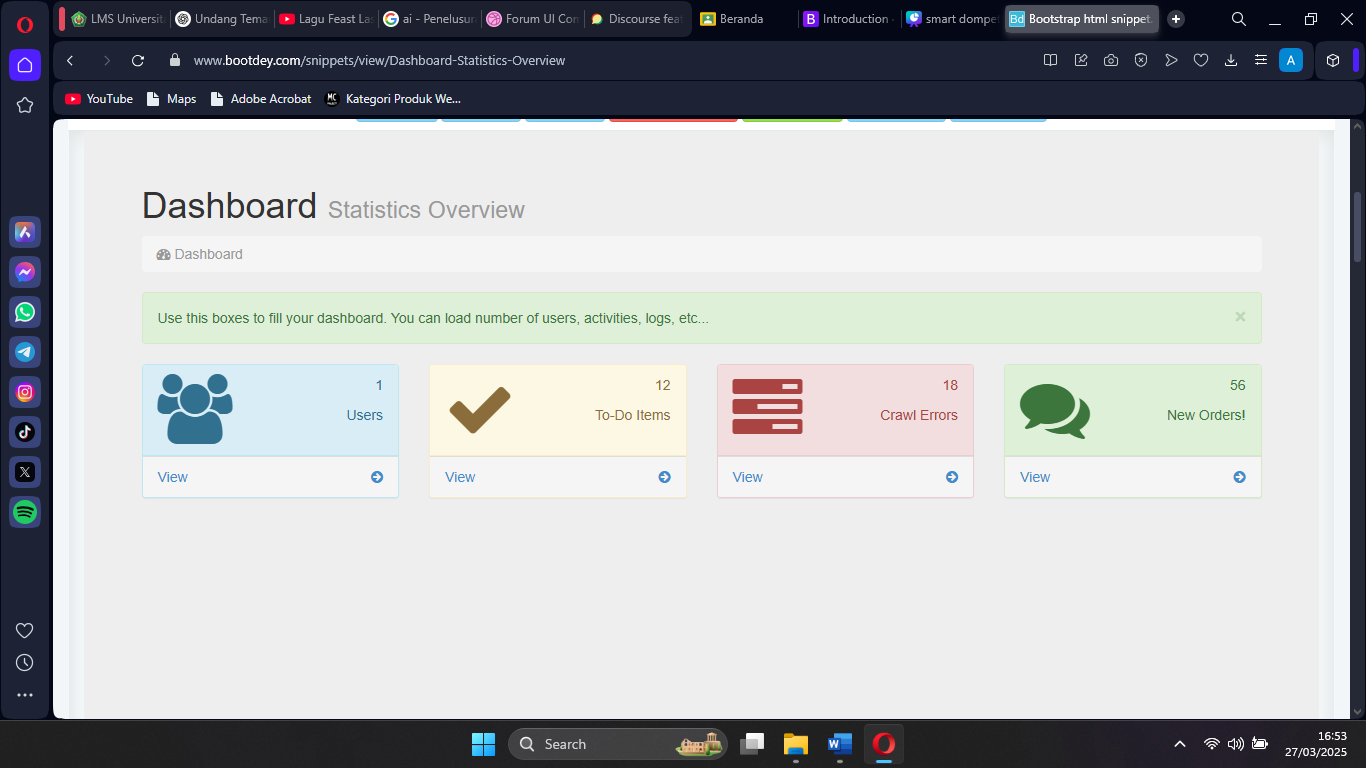 LMS Universit
Undang Tema
Lagu Feast La
ai - Penelusur
Forum UI Con
Discourse feat
Beranda
Introduction
smart dompe
Bootstrap html snippet.
www.bootdey.com/snippets/view/Dashboard-Statistics-Overview
A
YouTube
Maps
Adobe Acrobat
Kategori Produk We...
Dashboard Statistics Overview
Dashboard
Use this boxes to fill your dashboard. You can load number of users, activities, logs, etc...
1
Users
View
12
To-Do Items
View
18
Crawl Errors
View
56
New Orders!
View
Search
16:53
27/03/2025